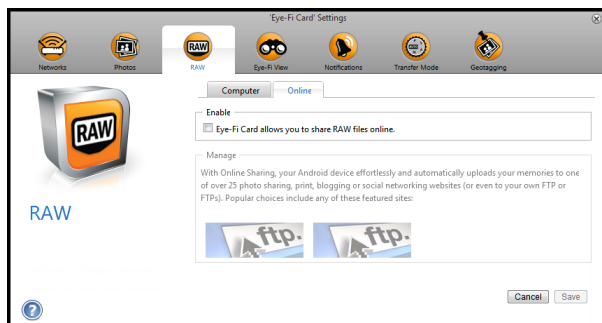 'Eye-Fi Card' Settings
RAW
Networks
Photos
RAW
Eye-Fi View
Notifications
Transfer Mode
Geotagging
Computer
Online
Enable
Eye-Fi Card allows you to share RAW files online.
Manage
With Online Sharing, your Android device effortlessly and automatically uploads your memories to one
of over 25 photo sharing, print, blogging or social networking websites (or even to your own FTP or
FTPs). Popular choices include any of these featured sites:
RAW
RAW
ftp.
ftp.
?
Cancel
Save